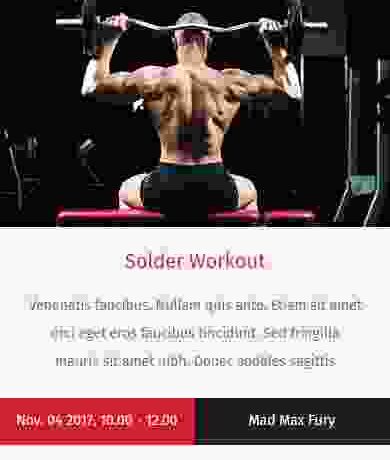 Solder Workout
venenatis faucibus. Nullam quis ante. Etiam sit amet
orci eget eros faucibus tincidunt. Sed fringilla
mauris sit amet nibh. Donec sodales sagittis
Nov. 04 2017, 10.00 - 12.00
Mad Max Fury